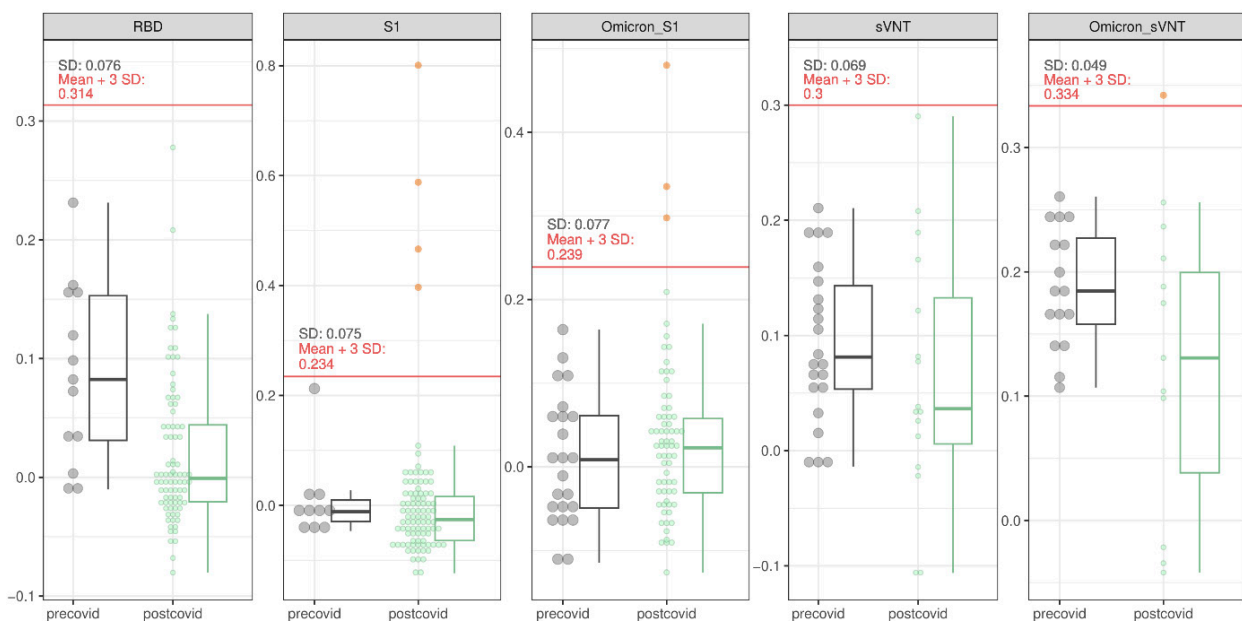 RBD
SD: 0.076
Mean + 3 SD:
0.314
0.3
0.2
0.1
0.0
−0.1
precovid postcovid
S1
0.8
0.6
0.4
SD: 0.075
Mean + 3 SD:
0.234
0.2
0.0
precovid postcovid
Omicron_S1
0.4
SD: 0.077
Mean + 3 SD:
0.239
0.2
0.0
precovid postcovid
sVNT
SD: 0.069
Mean + 3 SD:
0.3
0.3
0.2
0.1
0.0
−0.1
precovid postcovid
Omicron_sVNT
SD: 0.049
Mean + 3 SD:
0.334
0.3
0.2
0.1
0.0
precovid postcovid